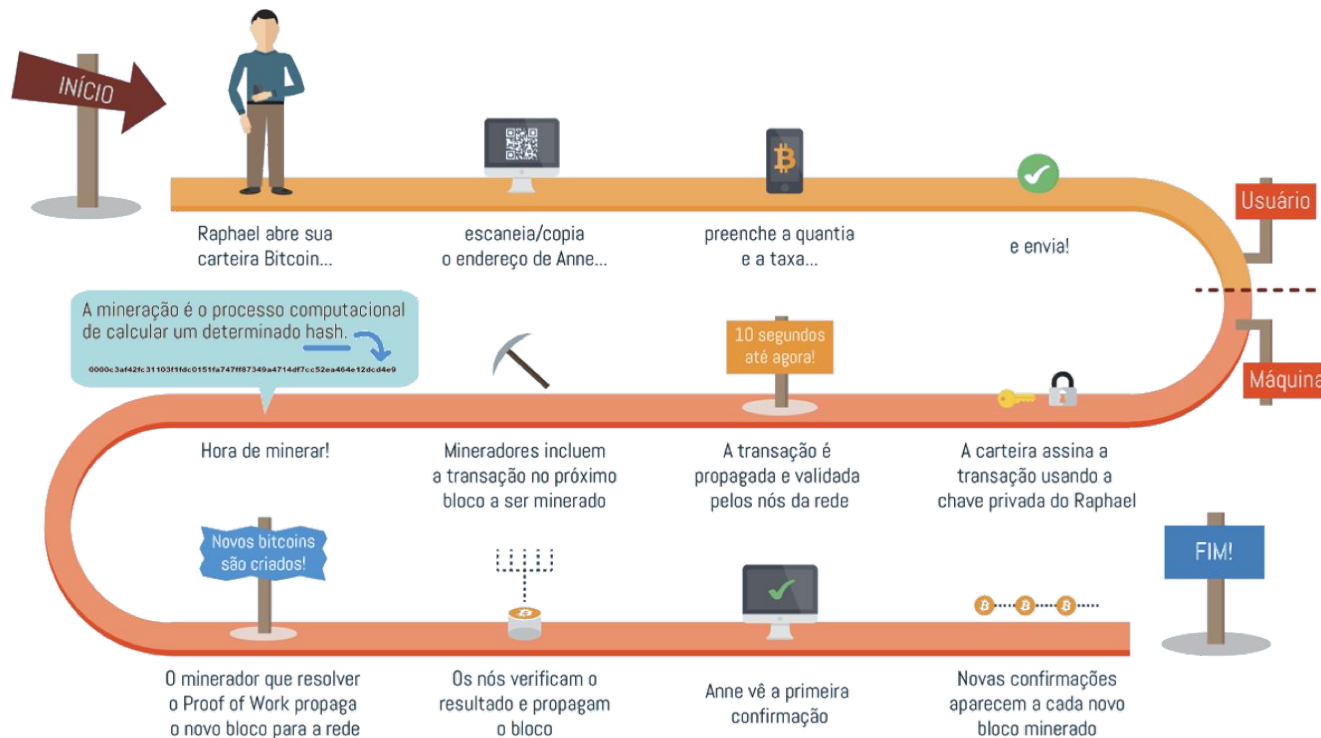 INÍCIO
Raphael abre sua
carteira Bitcoin...
escaneia/copia
o endereço de Anne...
preenche a quantia
e a taxa...
e envia!
Usuário
Máquina
A carteira assina a
transação usando a
chave privada do Raphael
10 segundos
até agora!
A transação é
propagada e validada
pelos nós da rede
Mineradores incluem
a transação no próximo
bloco a ser minerado
A mineração é o processo computacional
de calcular um determinado hash.
0000c3af42fc31103f1fdc0151fa747ff87349a4714df7cc52ea464e12dcd4e9
Hora de minerar!
Novos bitcoins
são criados!
O minerador que resolver
o Proof of Work propaga
o novo bloco para a rede
Os nós verificam o
resultado e propagam
o bloco
Anne vê a primeira
confirmação
Novas confirmações
aparecem a cada novo
bloco minerado
FIM!